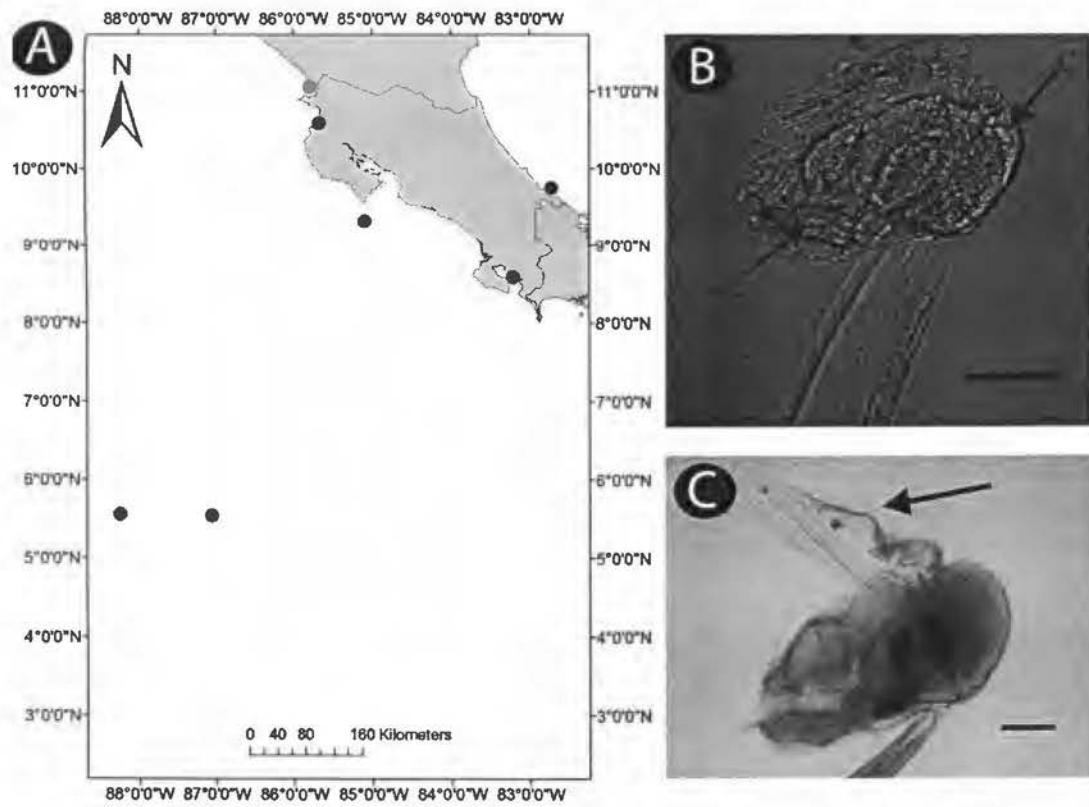 A
88°0'0"W 87°0'0"W 86°0'0"W 85°0'0"W 84°0'0"W 83°0'0"W
N
11°0'0"N 11°0'0"N
10°0'0"N 10°0'0"N
9°0'0"N 9°0'0"N
8°0'0"N 8°0'0"N
7°0'0"N 7°0'0"N
6°0'0"N 6°0'0"N
5°0'0"N 5°0'0"N
4°0'0"N 4°0'0"N
3°0'0"N 3°0'0"N
0 40 80 160 Kilometers
88°0'0"W 87°0'0"W 86°0'0"W 85°0'0"W 84°0'0"W 83°0'0"W
B
C